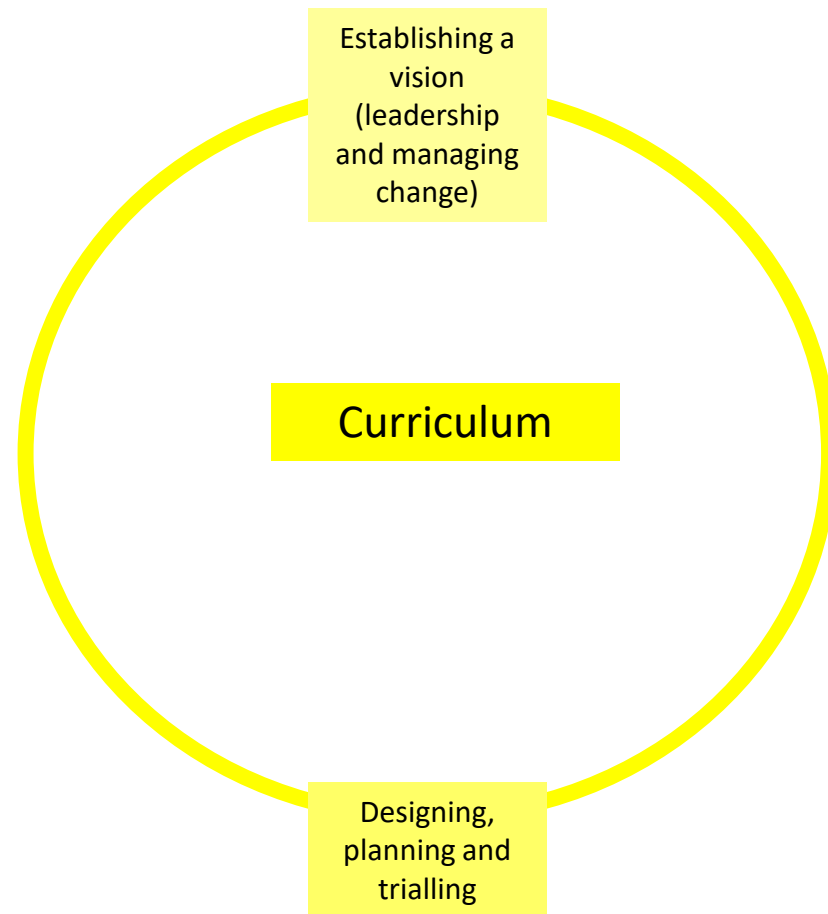 Establishing a
vision
(leadership
and managing
change)
Curriculum
Designing,
planning and
trialling